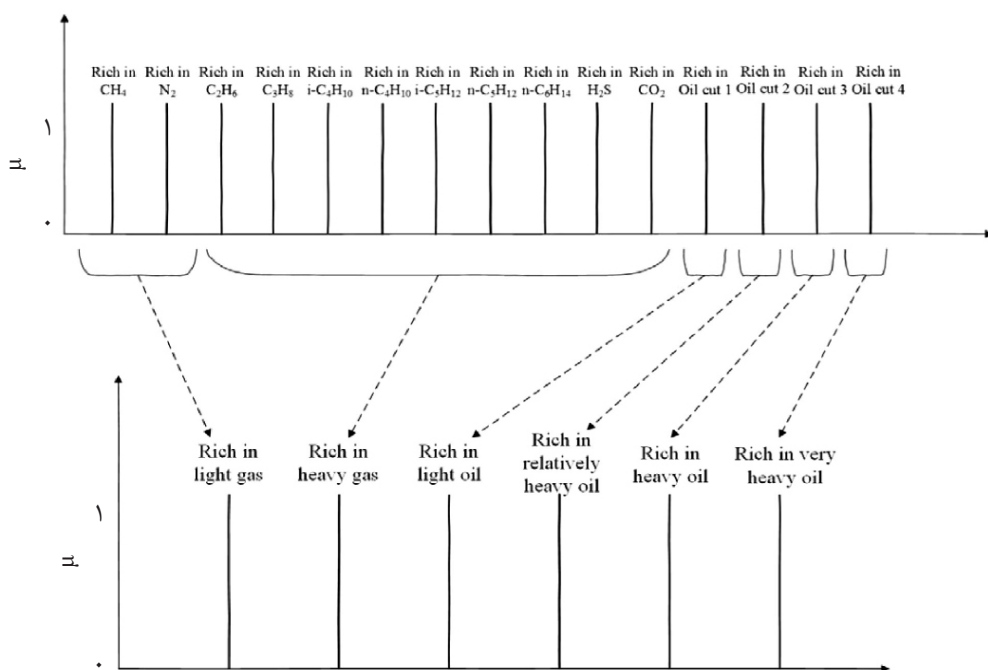 Rich in
CH₄
Rich in
N₂
Rich in
C₂H₆
Rich in
C₃H₈
Rich in
i-C₄H₁₀
Rich in
n-C₄H₁₀
Rich in
i-C₅H₁₂
Rich in
n-C₅H₁₂
Rich in
n-C₆H₁₄
Rich in
H₂S
Rich in
CO₂
Rich in
Oil cut 1
Rich in
Oil cut 2
Rich in
Oil cut 3
Rich in
Oil cut 4
۱
μ
۰
Rich in
light gas
Rich in
heavy gas
Rich in
light oil
Rich in
relatively
heavy oil
Rich in
heavy oil
Rich in very
heavy oil
۱
μ
۰